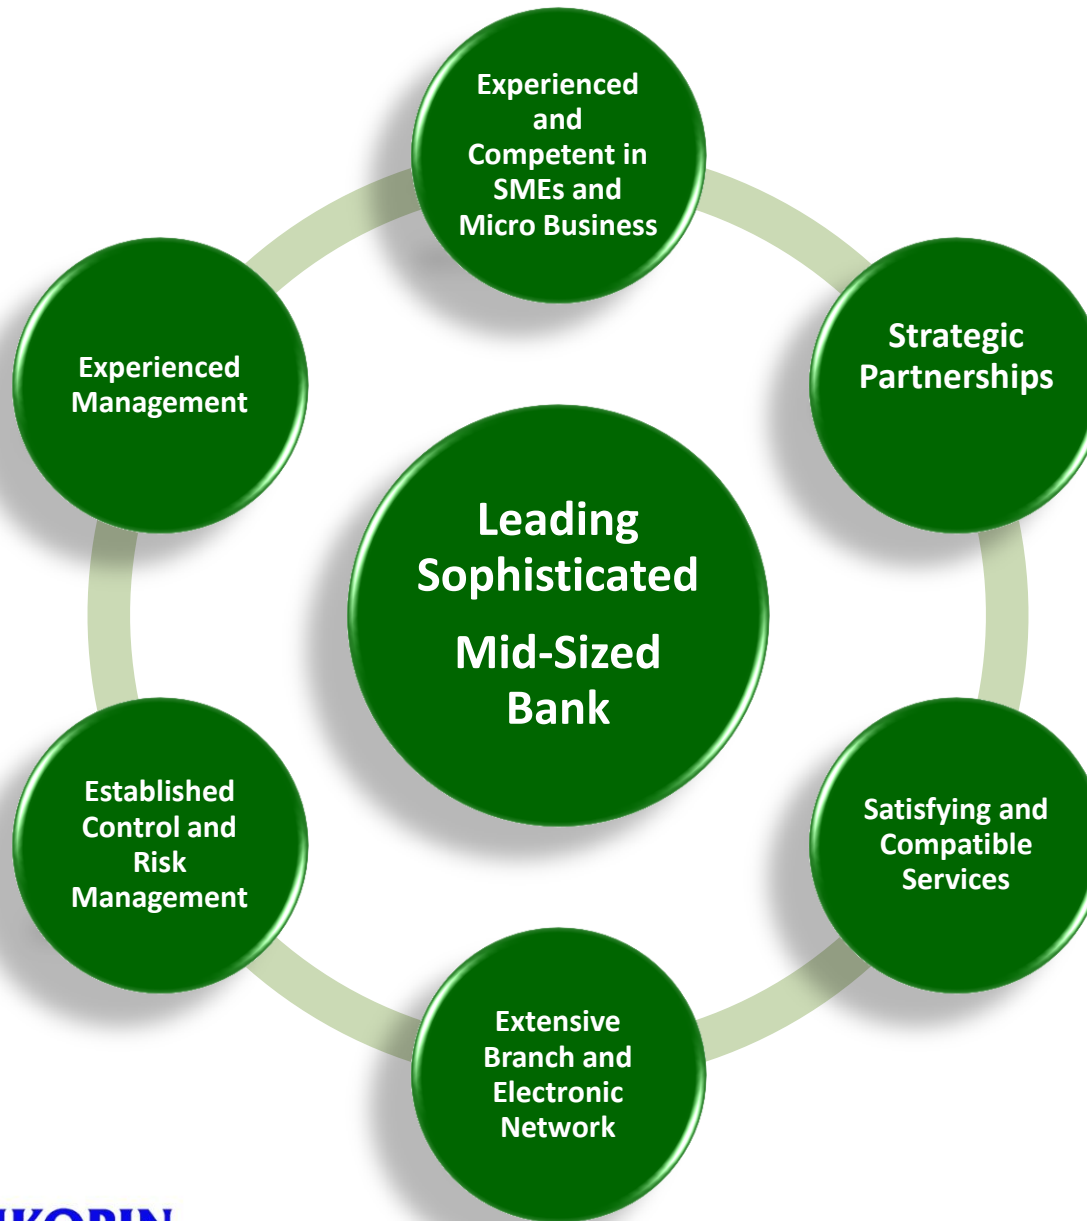 Experienced
and
Competent in
SMEs and
Micro Business
Strategic
Partnerships
Experienced
Management
Leading
Sophisticated
Mid-Sized
Bank
Established
Control and
Risk
Management
Satisfying and
Compatible
Services
Extensive
Branch and
Electronic
Network